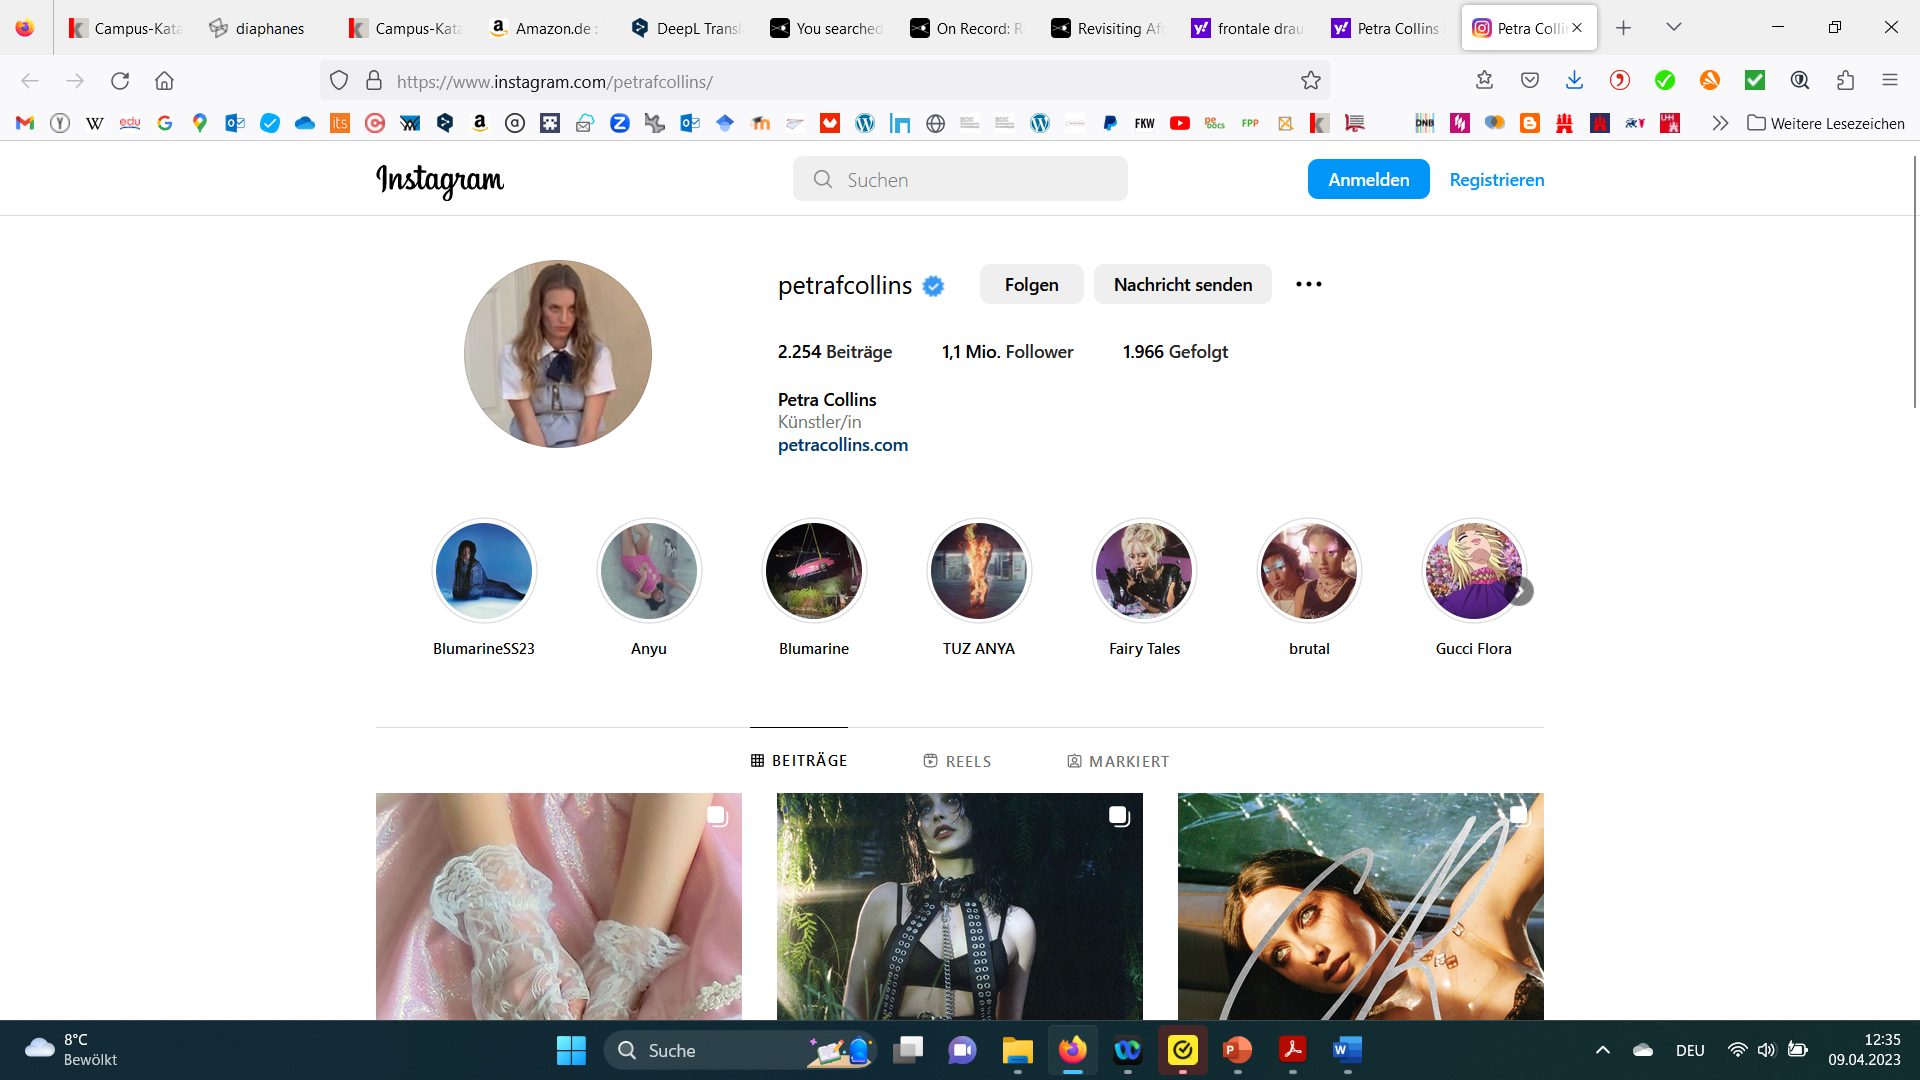 Campus-Kata
diaphanes
Campus-Kata
Amazon.de :
DeepL Transl
You searched
On Record: R
Revisiting Afr
frontale drau
Petra Collins
Petra Collin
https://www.instagram.com/petrafcollins/
Weitere Lesezeichen
Instagram
Suchen
Anmelden
Registrieren
petrafcollins
Folgen
Nachricht senden
2.254 Beiträge
1,1 Mio. Follower
1.966 Gefolgt
Petra Collins
Künstler/in
petracollins.com
BlumarineSS23
Anyu
Blumarine
TUZ ANYA
Fairy Tales
brutal
Gucci Flora
BEITRÄGE
REELS
MARKIERT
8°C
Bewölkt
Suche
DEU
12:35
09.04.2023